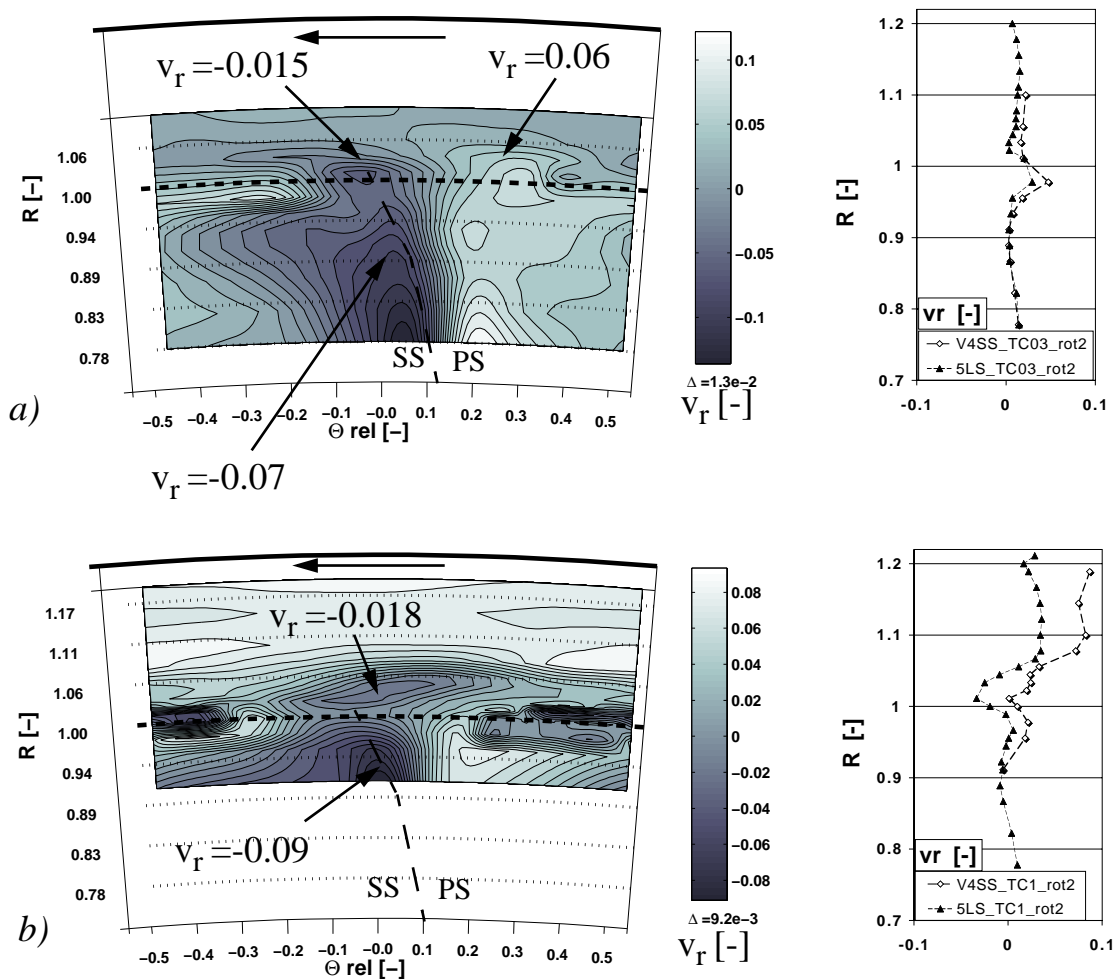 v_r =-0.015
v_r =0.06
R [–]
1.06
1.00
0.94
0.89
0.83
0.78
SS
PS
–0.5 –0.4 –0.3 –0.2 –0.1 –0.0 0.1 0.2 0.3 0.4 0.5
Θ rel [–]
a)
v_r =-0.07
0.1
0.05
0
−0.05
−0.1
Δ =1.3e−2
v_r [-]
R [-]
1.2
1.1
1
0.9
0.8
0.7
vr [-]
V4SS_TC03_rot2
5LS_TC03_rot2
-0.1 0 0.1
v_r =-0.018
R [–]
1.17
1.11
1.06
1.00
0.94
0.89
0.83
0.78
v_r =-0.09
SS
PS
b)
–0.5 –0.4 –0.3 –0.2 –0.1 –0.0 0.1 0.2 0.3 0.4 0.5
Θ rel [–]
0.08
0.06
0.04
0.02
0
−0.02
−0.04
−0.06
−0.08
Δ =9.2e−3
v_r [-]
R [-]
1.2
1.1
1
0.9
0.8
0.7
vr [-]
V4SS_TC1_rot2
5LS_TC1_rot2
-0.1 0 0.1